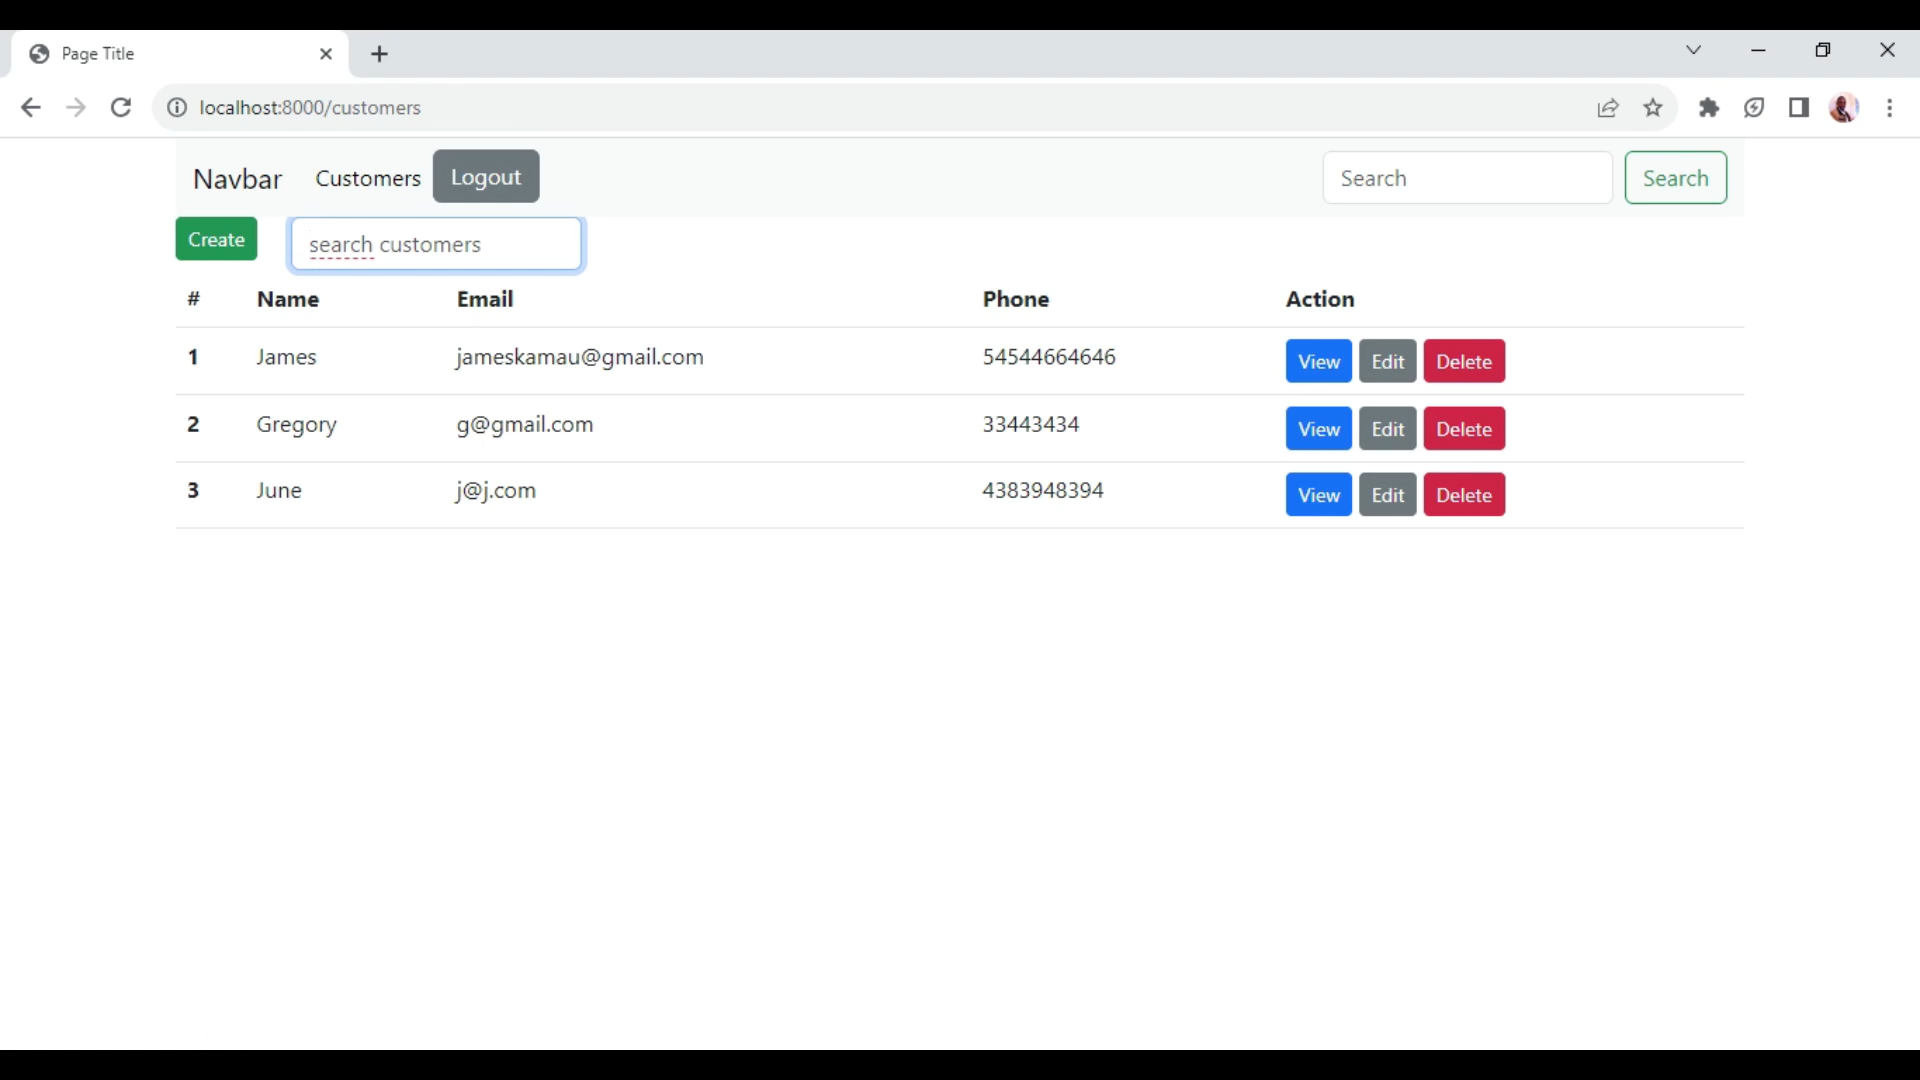 Page Title
localhost:8000/customers
Navbar Customers Logout Search Search
Create search customers
# Name Email Phone Action
1 James jameskamau@gmail.com 54544664646 View Edit Delete
2 Gregory g@gmail.com 33443434 View Edit Delete
3 June j@j.com 4383948394 View Edit Delete